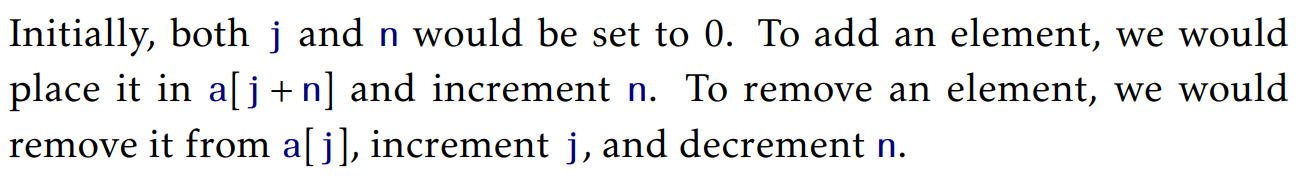 Initially, both j and n would be set to 0. To add an element, we would
place it in a[j + n] and increment n. To remove an element, we would
remove it from a[j], increment j, and decrement n.